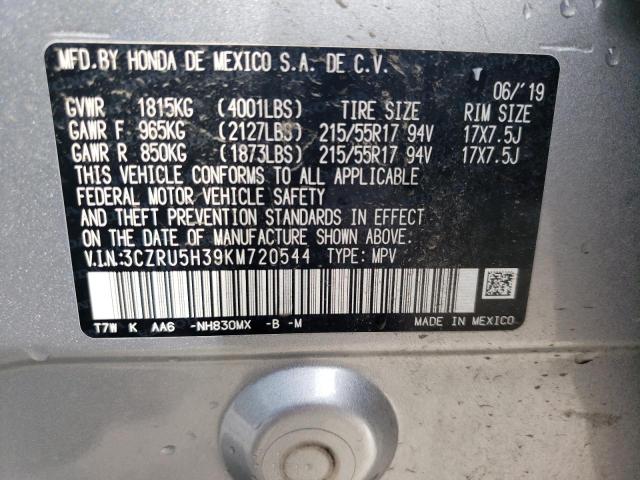 MFD.BY HONDA DE MEXICO S.A. DE C.V.
06/'19
GVWR 1815KG (4001LBS) TIRE SIZE RIM SIZE
GAWR F 965KG (2127LBS) 215/55R17 94V 17X7.5J
GAWR R 850KG (1873LBS) 215/55R17 94V 17X7.5J
THIS VEHICLE CONFORMS TO ALL APPLICABLE
FEDERAL MOTOR VEHICLE SAFETY
AND THEFT PREVENTION STANDARDS IN EFFECT
ON THE DATE OF MANUFACTURE SHOWN ABOVE.
V.I.N:3CZRU5H39KM720544 TYPE: MPV
T7W K AA6 -NH830MX -B -M MADE IN MEXICO